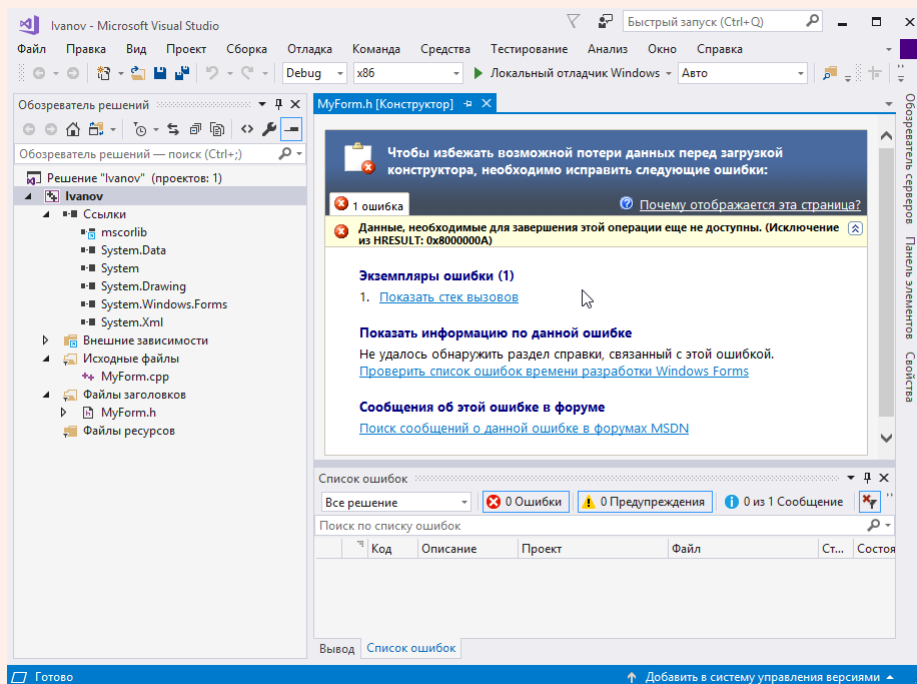 Ivanov - Microsoft Visual Studio
Быстрый запуск (Ctrl+Q)
Файл Правка Вид Проект Сборка Отладка Команда Средства Тестирование Анализ Окно Справка
Debug x86 Локальный отладчик Windows Авто
Обозреватель решений
Обозреватель решений — поиск (Ctrl+;)
Решение "Ivanov" (проектов: 1)
Ivanov
Ссылки
mscorlib
System.Data
System
System.Drawing
System.Windows.Forms
System.Xml
Внешние зависимости
Исходные файлы
MyForm.cpp
Файлы заголовков
MyForm.h
Файлы ресурсов
MyForm.h [Конструктор]
Чтобы избежать возможной потери данных перед загрузкой
конструктора, необходимо исправить следующие ошибки:
1 ошибка
Почему отображается эта страница?
Данные, необходимые для завершения этой операции еще не доступны. (Исключение
из HRESULT: 0x8000000A)
Экземпляры ошибки (1)
1. Показать стек вызовов
Показать информацию по данной ошибке
Не удалось обнаружить раздел справки, связанный с этой ошибкой.
Проверить список ошибок времени разработки Windows Forms
Сообщения об этой ошибке в форуме
Поиск сообщений о данной ошибке в форумах MSDN
Список ошибок
Все решение 0 Ошибки 0 Предупреждения 0 из 1 Сообщение
Поиск по списку ошибок
Код Описание Проект Файл Ст... Состоя
Вывод Список ошибок
Обозреватель серверов
Панель элементов
Свойства
Готово
Добавить в систему управления версиями